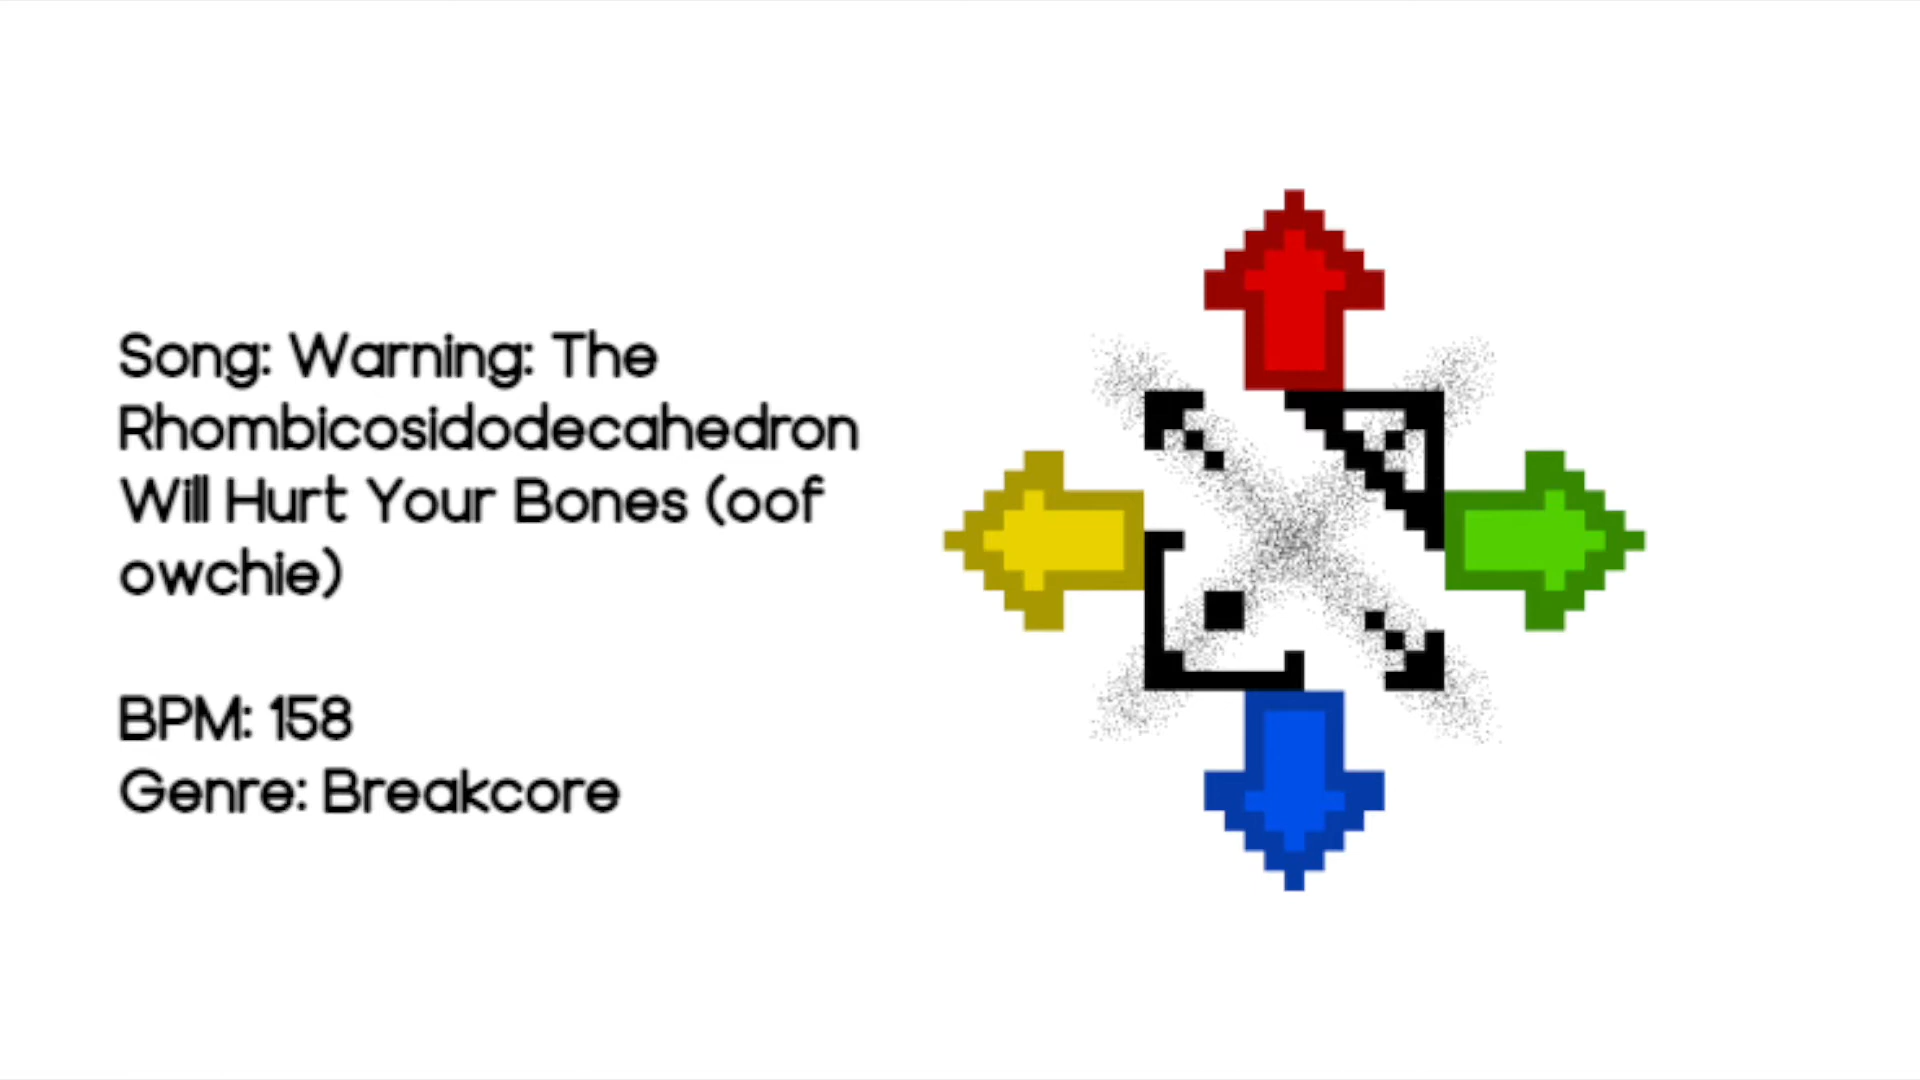 Song: Warning: The
Rhombicosidodecahedron
Will Hurt Your Bones (oof
owchie)
BPM: 158
Genre: Breakcore